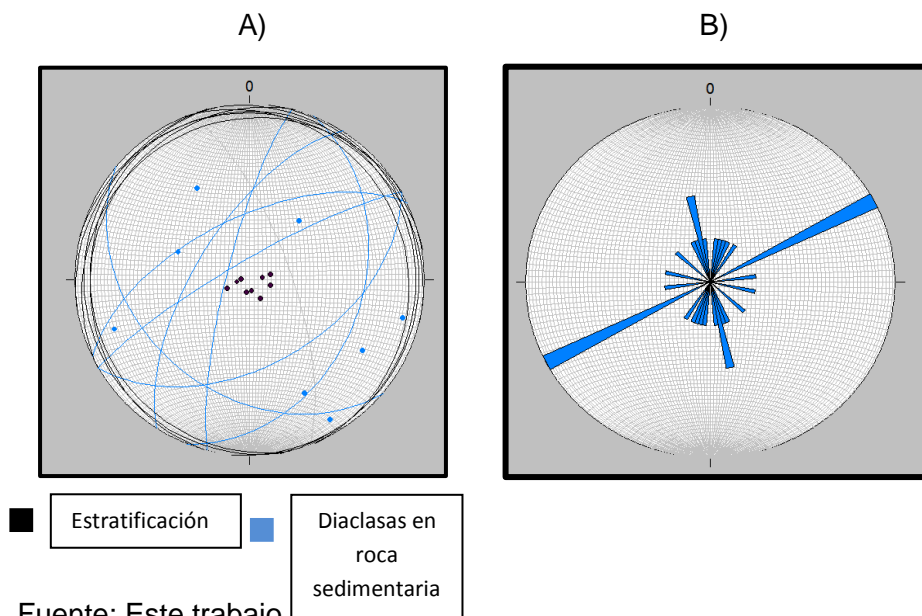 A)
B)
0
0
Estratificación
Diaclasas en
roca
sedimentaria
Fuente: Este trabajo